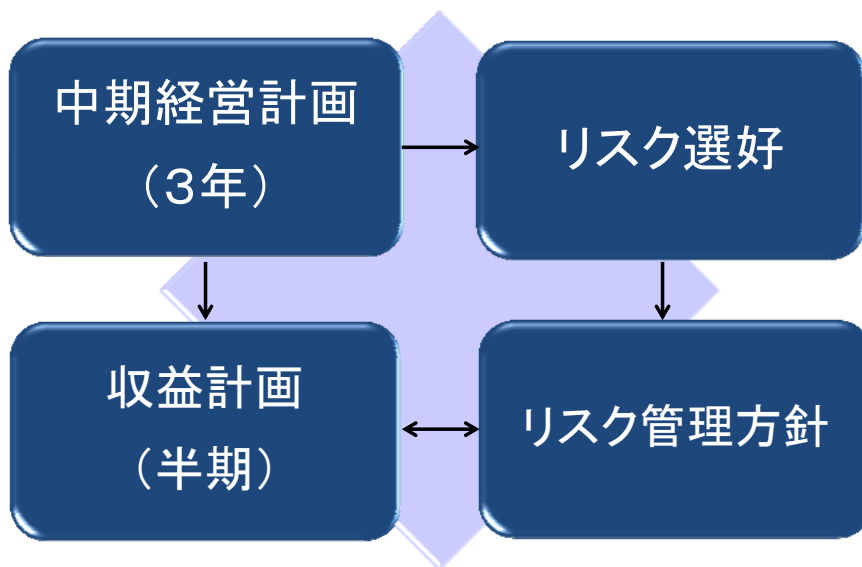 中期経営計画
（３年）
リスク選好
収益計画
（半期）
リスク管理方針